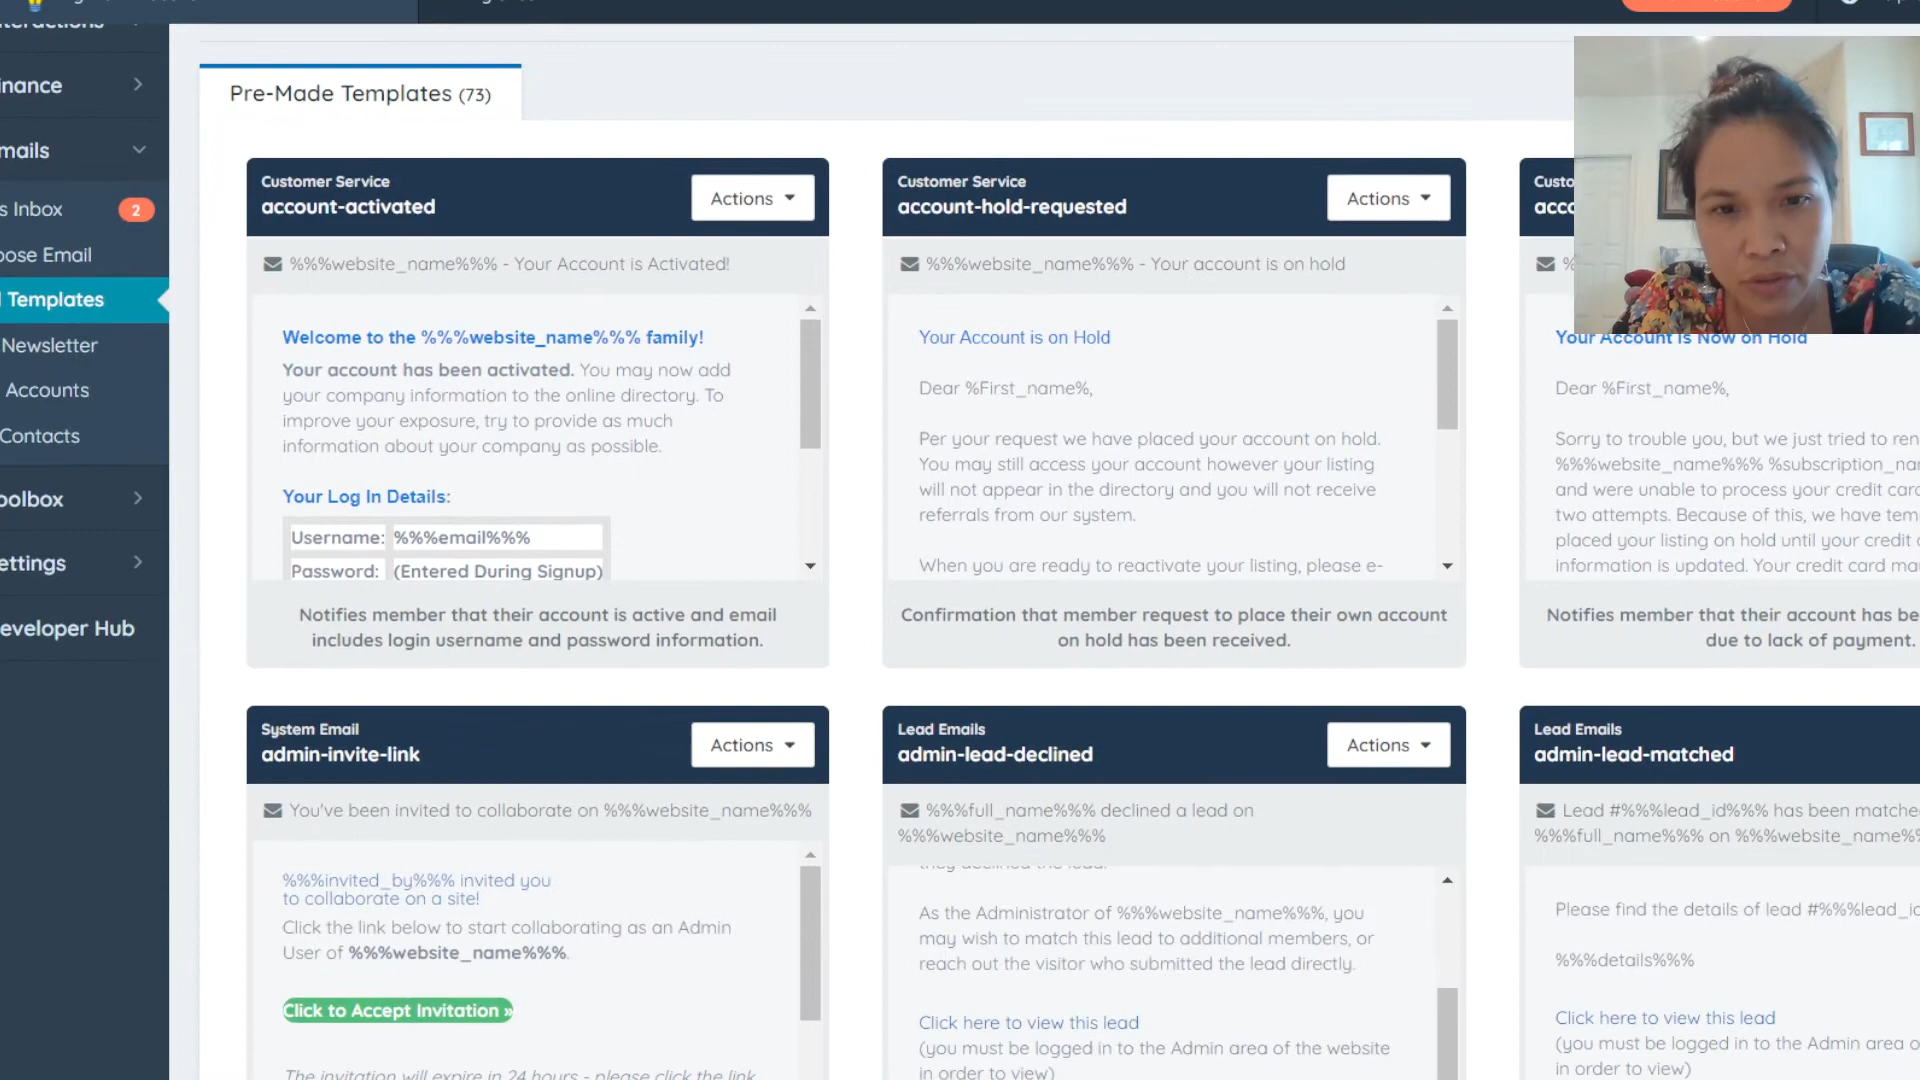 inance
mails
s Inbox
2
ose Email
Templates
Newsletter
Accounts
Contacts
oolbox
ettings
eveloper Hub
Pre-Made Templates (73)
Customer Service
account-activated
Actions
%%%website_name%%% - Your Account is Activated!
Welcome to the %%%website_name%%% family!
Your account has been activated. You may now add
your company information to the online directory. To
improve your exposure, try to provide as much
information about your company as possible.
Your Log In Details:
Username: %%%email%%%
Password: (Entered During Signup)
Notifies member that their account is active and email
includes login username and password information.
Customer Service
account-hold-requested
Actions
%%%website_name%%% - Your account is on hold
Your Account is on Hold
Dear %First_name%,
Per your request we have placed your account on hold.
You may still access your account however your listing
will not appear in the directory and you will not receive
referrals from our system.
When you are ready to reactivate your listing, please e-
Confirmation that member request to place their own account
on hold has been received.
Custo
acco
%
Your Account is Now on Hold
Dear %First_name%,
Sorry to trouble you, but we just tried to ren
%%%website_name%%% %subscription_na
and were unable to process your credit card
two attempts. Because of this, we have tem
placed your listing on hold until your credit c
information is updated. Your credit card ma
Notifies member that their account has be
due to lack of payment.
System Email
admin-invite-link
Actions
You've been invited to collaborate on %%%website_name%%%
%%%invited_by%%% invited you
to collaborate on a site!
Click the link below to start collaborating as an Admin
User of %%%website_name%%%.
Click to Accept Invitation »
The invitation will expire in 24 hours - please click the link
Lead Emails
admin-lead-declined
Actions
%%%full_name%%% declined a lead on
%%%website_name%%%
they declined the lead.
As the Administrator of %%%website_name%%%, you
may wish to match this lead to additional members, or
reach out the visitor who submitted the lead directly.
Click here to view this lead
(you must be logged in to the Admin area of the website
in order to view)
Lead Emails
admin-lead-matched
Lead #%%%lead_id%%% has been matche
%%%full_name%%% on %%%website_name%%
Please find the details of lead #%%%lead_id
%%%details%%%
Click here to view this lead
(you must be logged in to the Admin area o
in order to view)